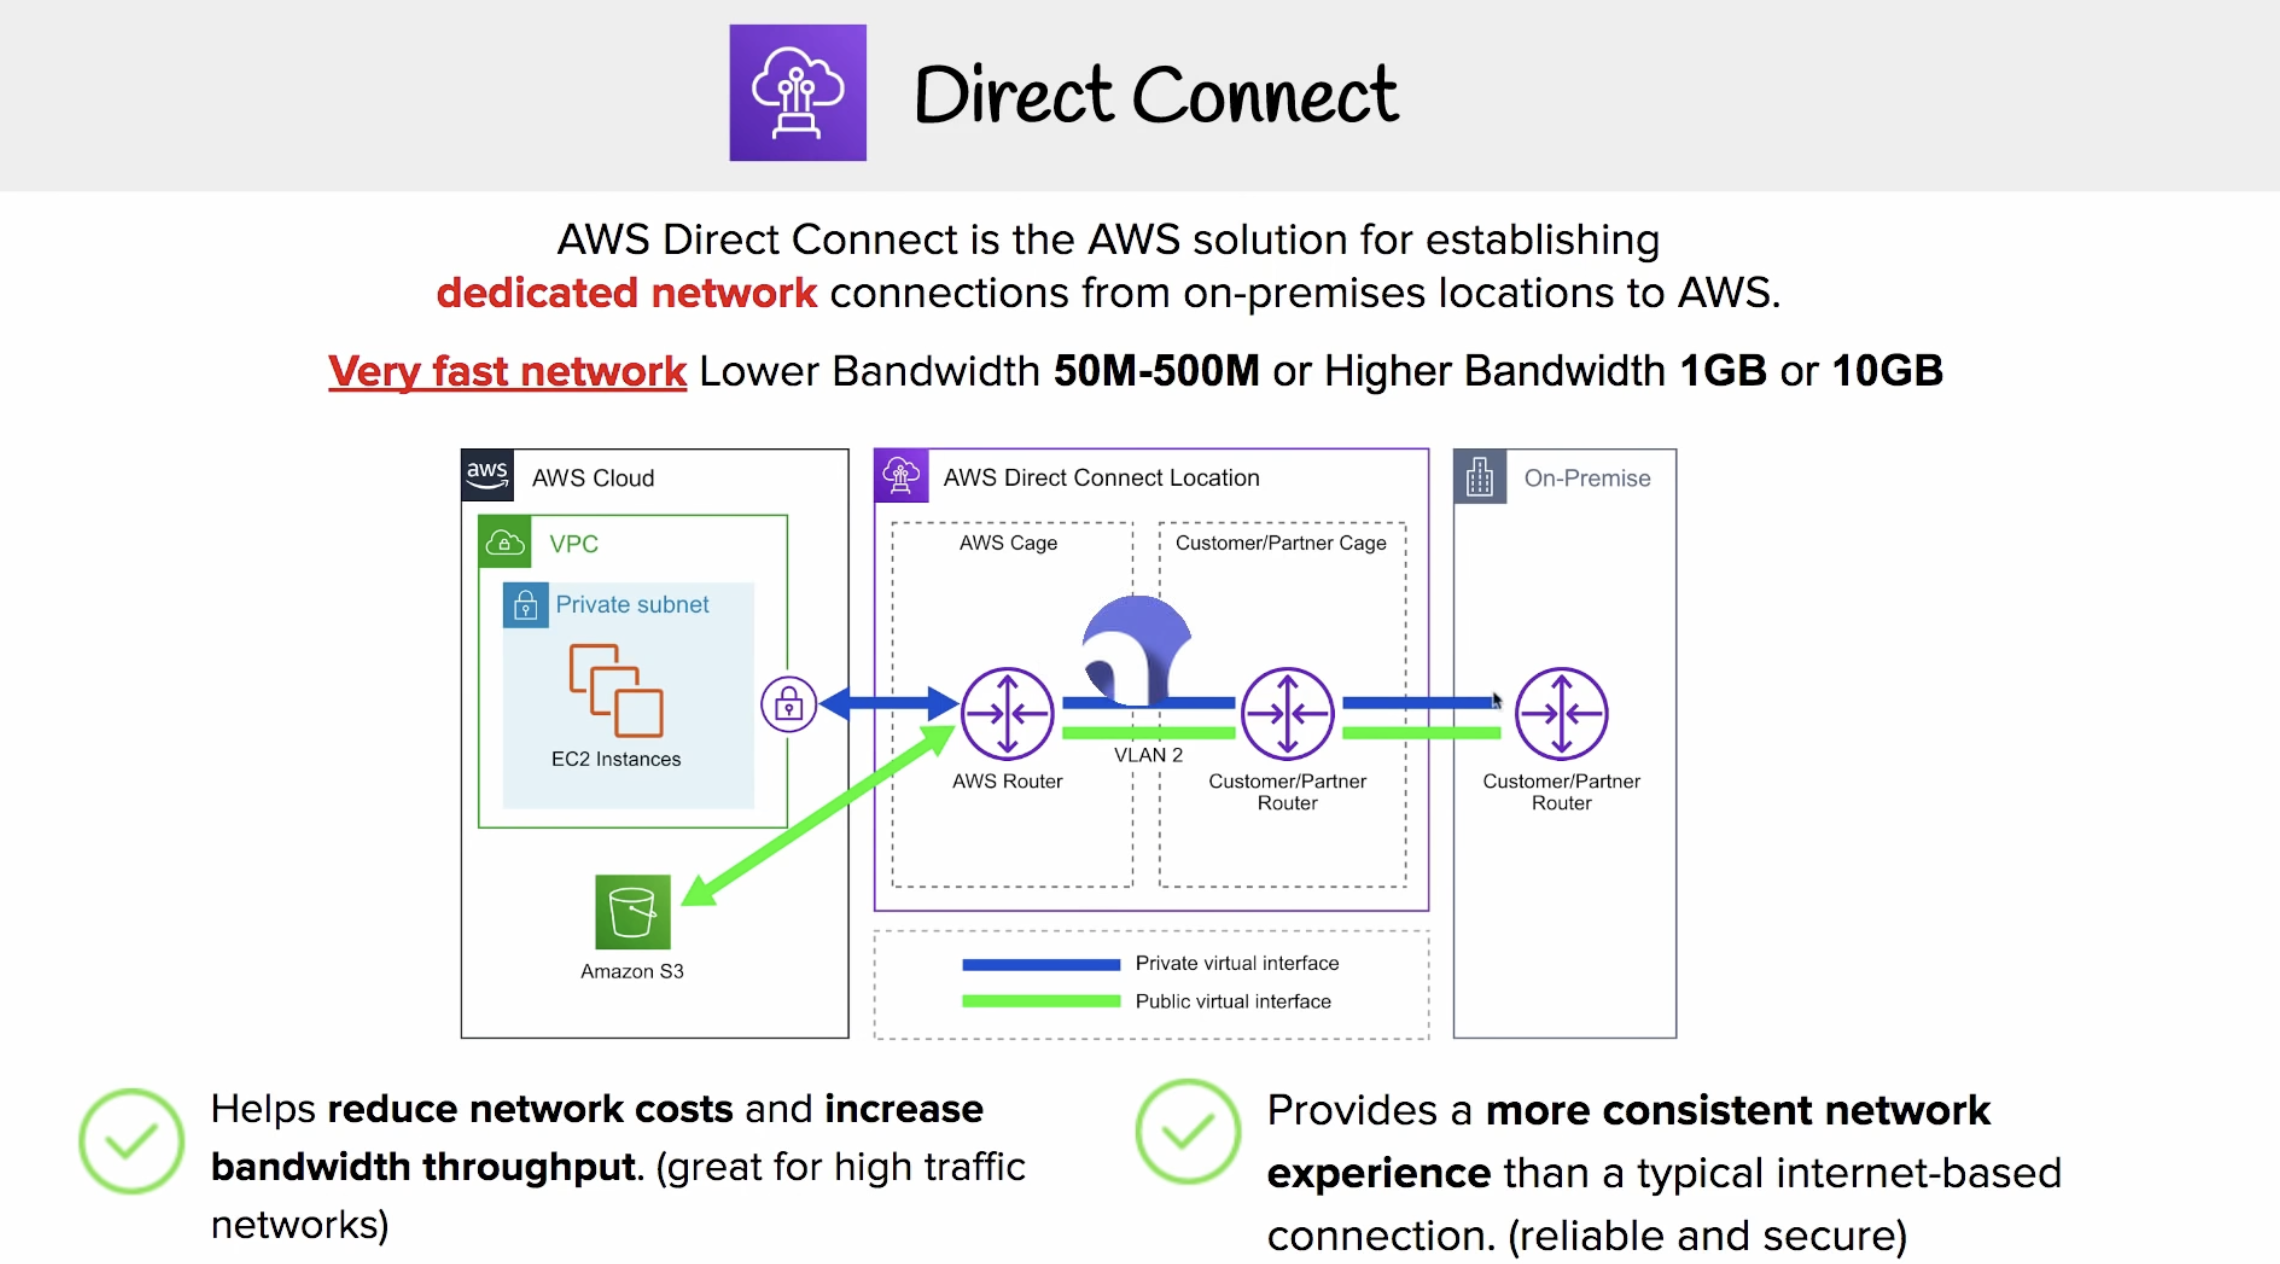 Direct Connect
AWS Direct Connect is the AWS solution for establishing
dedicated network connections from on-premises locations to AWS.
Very fast network Lower Bandwidth 50M-500M or Higher Bandwidth 1GB or 10GB
aws
AWS Cloud
VPC
Private subnet
EC2 Instances
Amazon S3
AWS Direct Connect Location
AWS Cage
Customer/Partner Cage
AWS Router
VLAN 2
Customer/Partner
Router
On-Premise
Customer/Partner
Router
Private virtual interface
Public virtual interface
Helps reduce network costs and increase
bandwidth throughput. (great for high traffic
networks)
Provides a more consistent network
experience than a typical internet-based
connection. (reliable and secure)